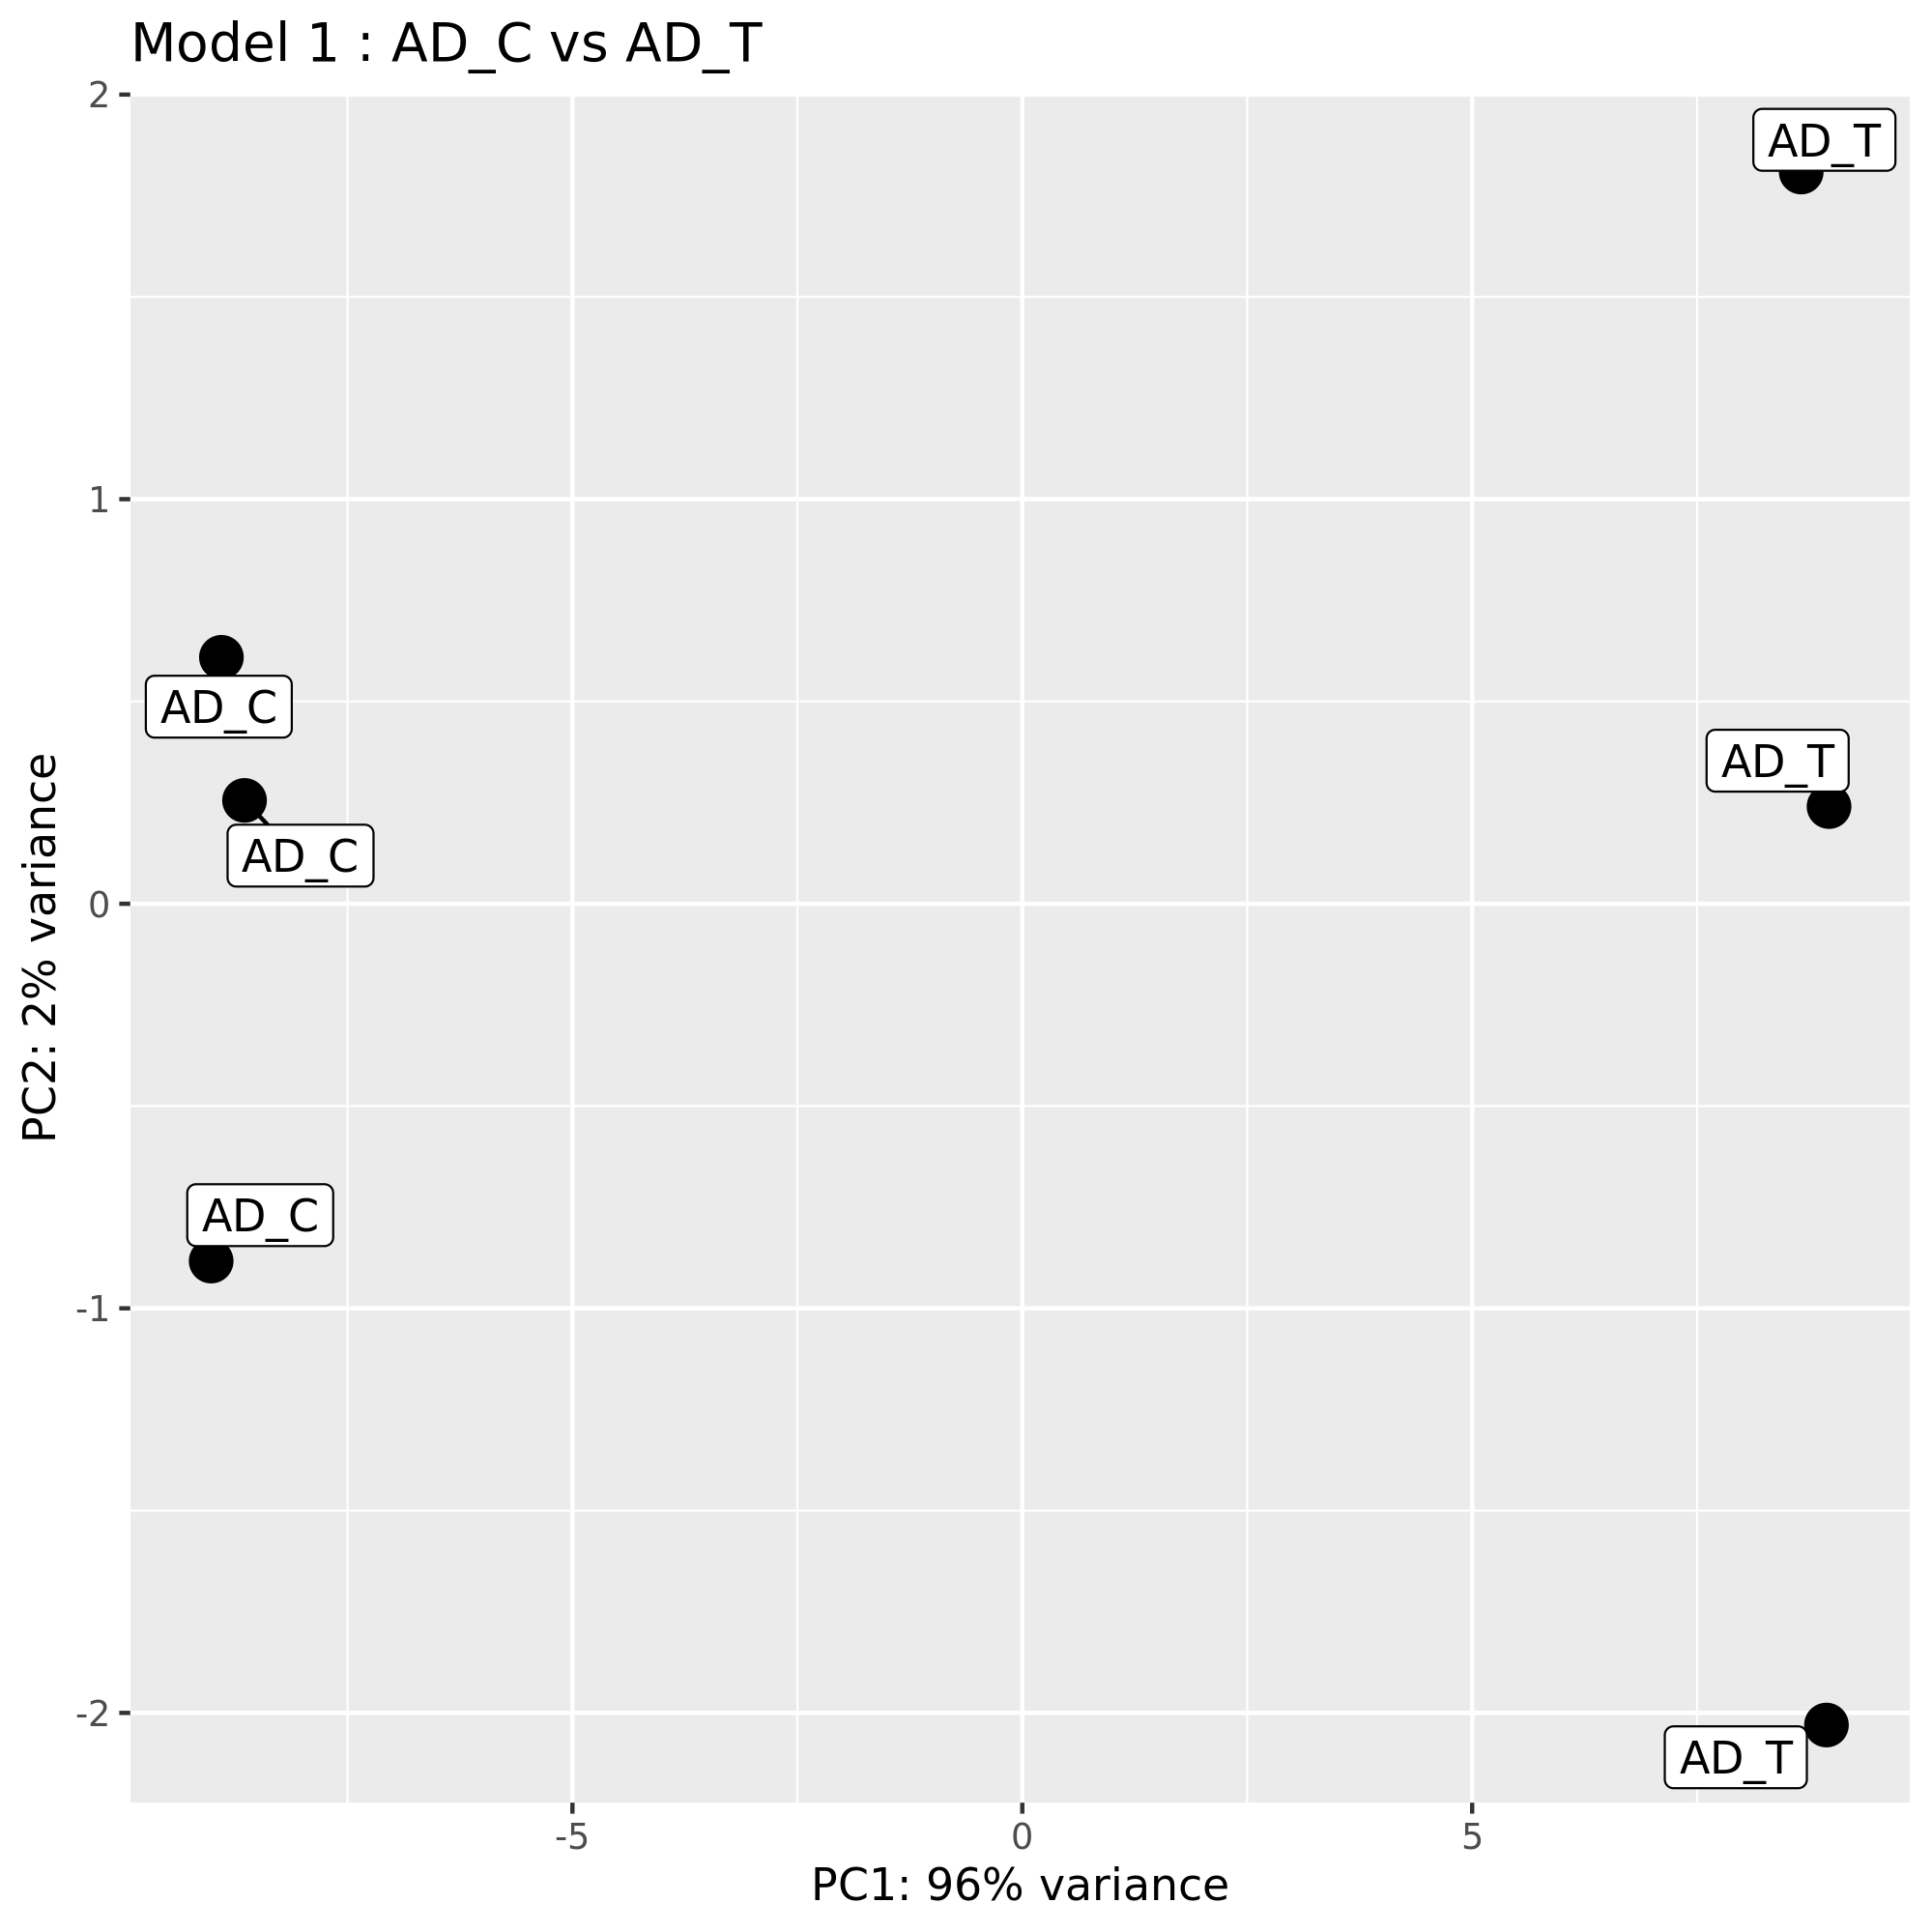 Model 1 : AD_C vs AD_T
2
AD_T
1
AD_C
AD_T
PC2: 2% variance
AD_C
0
AD_C
-1
-2
AD_T
-5
0
5
PC1: 96% variance